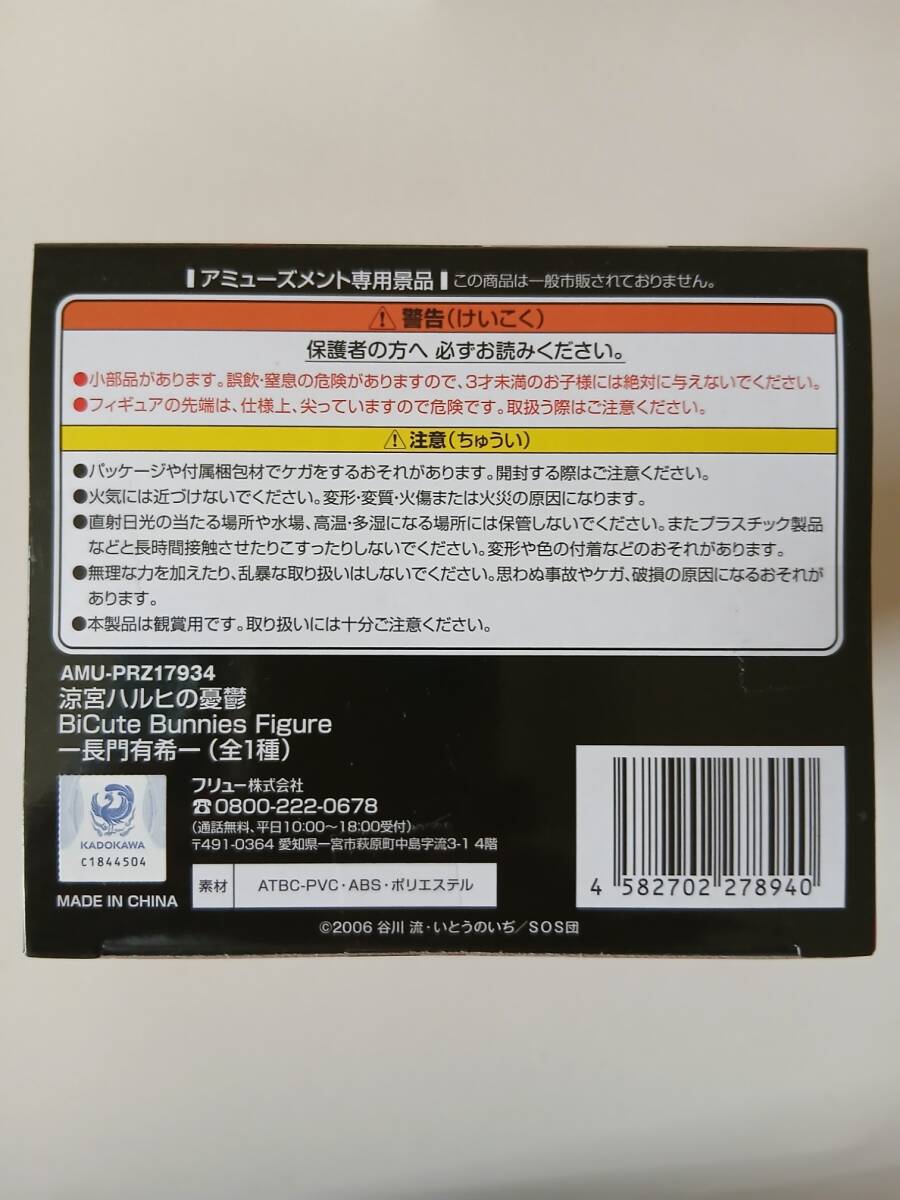 アミューズメント専用景品 この商品は一般市販されておりません。
⚠警告(けいこく)
保護者の方へ 必ずお読みください。
●小部品があります。誤飲・窒息の危険がありますので、3才未満のお子様には絶対に与えないでください。
●フィギュアの先端は、仕様上、尖っていますので危険です。取扱う際はご注意ください。
⚠注意(ちゅうい)
●パッケージや付属梱包材でケガをするおそれがあります。開封する際はご注意ください。
●火気には近づけないでください。変形・変質・火傷または火災の原因になります。
●直射日光の当たる場所や水場、高温・多湿になる場所には保管しないでください。またプラスチック製品
などと長時間接触させたりこすったりしないでください。変形や色の付着などのおそれがあります。
●無理な力を加えたり、乱暴な取り扱いはしないでください。思わぬ事故やケガ、破損の原因になるおそれが
あります。
●本製品は観賞用です。取り扱いには十分ご注意ください。
AMU-PRZ17934
涼宮ハルヒの憂鬱
BiCute Bunnies Figure
ー長門有希ー(全1種)
フリュー株式会社
☎0800-222-0678
(通話無料、平日10:00～18:00受付)
〒491-0364 愛知県一宮市萩原町中島字流3-1 4階
KADOKAWA
C1844504
MADE IN CHINA
素材 ATBC-PVC・ABS・ポリエステル
4 582702 278940
©2006 谷川 流・いとうのいぢ/SOS団